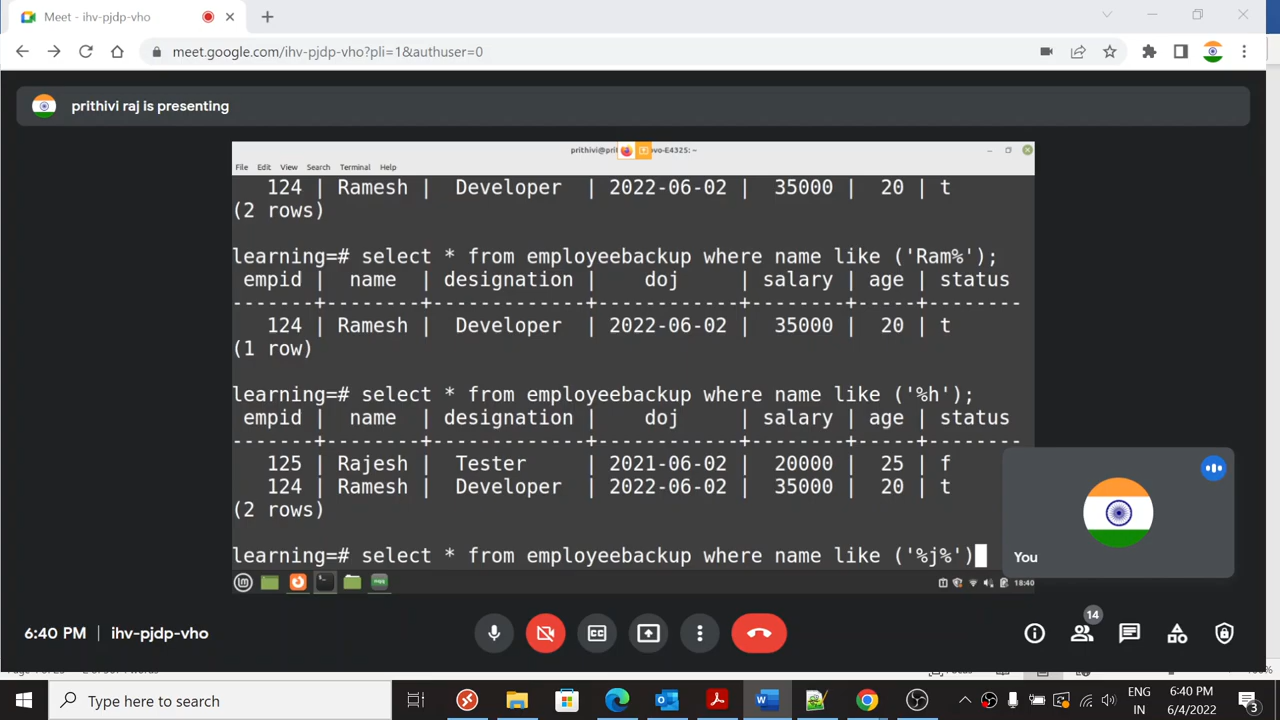 Meet - ihv-pjdp-vho
meet.google.com/ihv-pjdp-vho?pli=1&authuser=0
prithivi raj is presenting
prithivi@prit ovo-E4325: ~
File Edit View Search Terminal Help
124 | Ramesh | Developer | 2022-06-02 | 35000 | 20 | t
(2 rows)
learning=# select * from employeebackup where name like ('Ram%');
empid | name | designation | doj | salary | age | status
-------+--------+-------------+------------+--------+-----+--------
124 | Ramesh | Developer | 2022-06-02 | 35000 | 20 | t
(1 row)
learning=# select * from employeebackup where name like ('%h');
empid | name | designation | doj | salary | age | status
-------+--------+-------------+------------+--------+-----+--------
125 | Rajesh | Tester | 2021-06-02 | 20000 | 25 | f
124 | Ramesh | Developer | 2022-06-02 | 35000 | 20 | t
(2 rows)
learning=# select * from employeebackup where name like ('%j%')
You
18:40
14
6:40 PM | ihv-pjdp-vho
Type here to search
ENG
IN
6:40 PM
6/4/2022
3